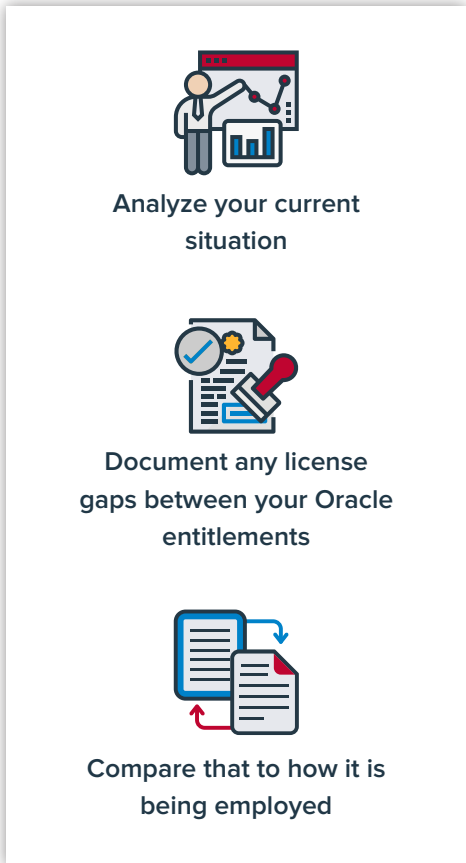 Analyze your current
situation
Document any license
gaps between your Oracle
entitlements
Compare that to how it is
being employed